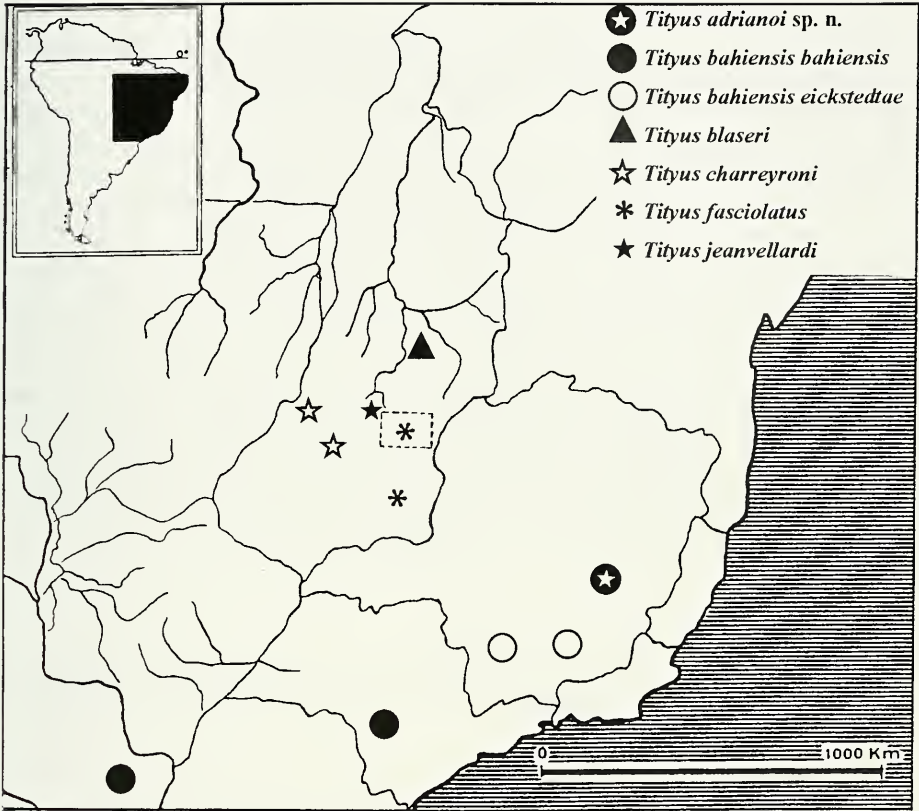 0°
Tityus adrianoi sp. n.
Tityus bahiensis bahiensis
Tityus bahiensis eickstedtae
Tityus blaseri
Tityus charreyroni
Tityus fasciolatus
Tityus jeanvellardi
0 1000 Km